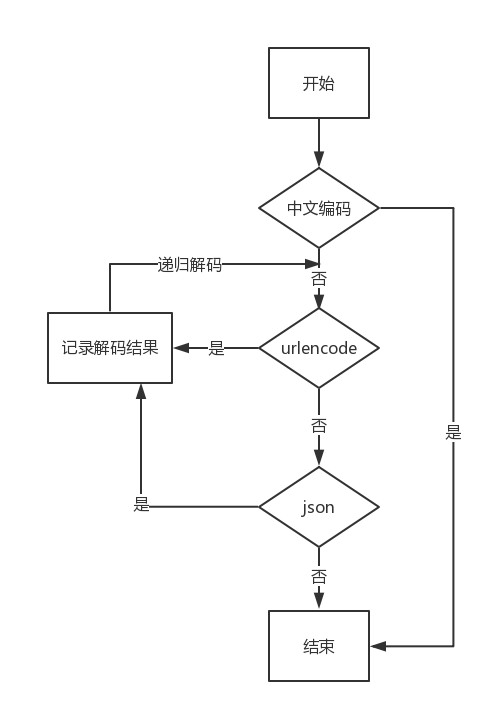 开始
中文编码
递归解码
否
记录解码结果
是
urlencode
否
是
是
json
否
结束